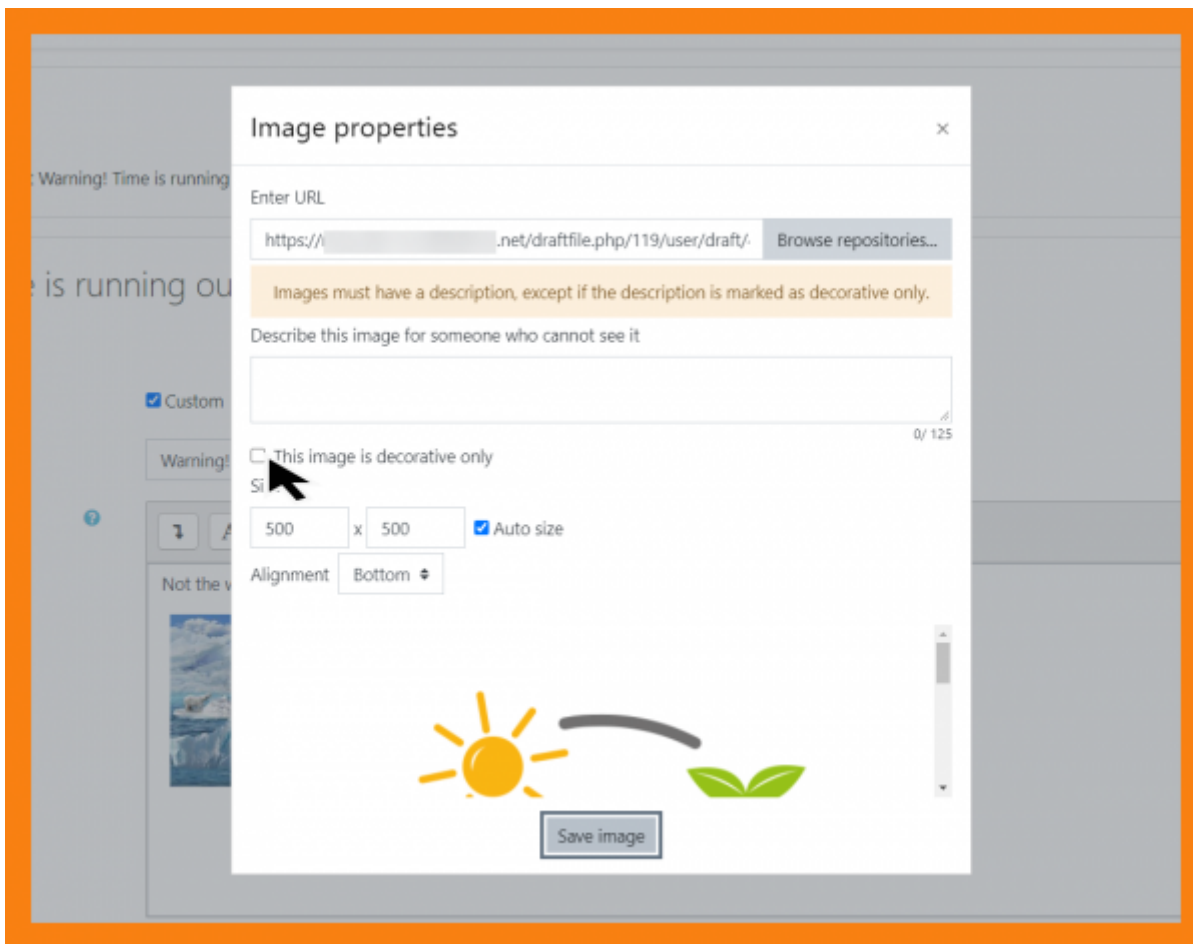 Image properties
×
: Warning! Time is running
Enter URL
https:// .net/draftfile.php/119/user/draft/
Browse repositories...
e is running ou
Images must have a description, except if the description is marked as decorative only.
Describe this image for someone who cannot see it
Custom
0/ 125
Warning!
This image is decorative only
500 x 500 Auto size
Alignment Bottom
Not the w
Save image